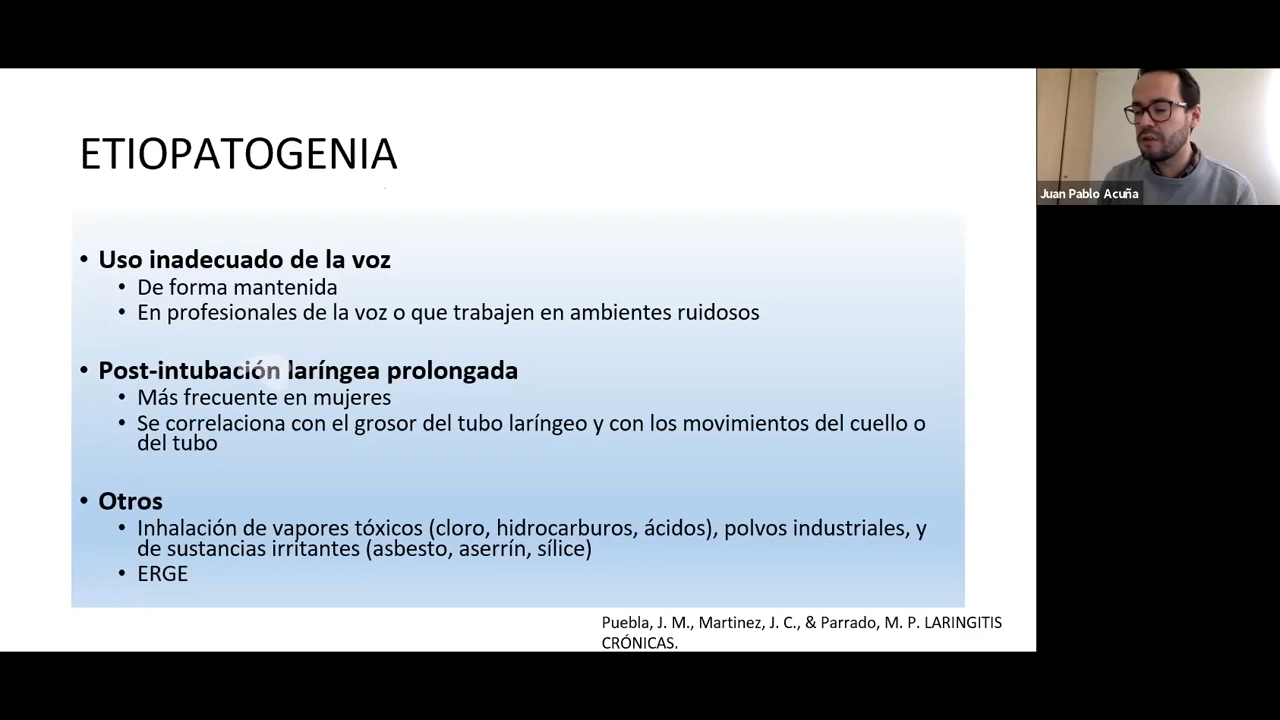 ETIOPATOGENIA
• Uso inadecuado de la voz
• De forma mantenida
• En profesionales de la voz o que trabajen en ambientes ruidosos
• Post-intubación laríngea prolongada
• Más frecuente en mujeres
• Se correlaciona con el grosor del tubo laríngeo y con los movimientos del cuello o
del tubo
• Otros
• Inhalación de vapores tóxicos (cloro, hidrocarburos, ácidos), polvos industriales, y
de sustancias irritantes (asbesto, aserrín, sílice)
• ERGE
Puebla, J. M., Martinez, J. C., & Parrado, M. P. LARINGITIS
CRÓNICAS.
Juan Pablo Acuña